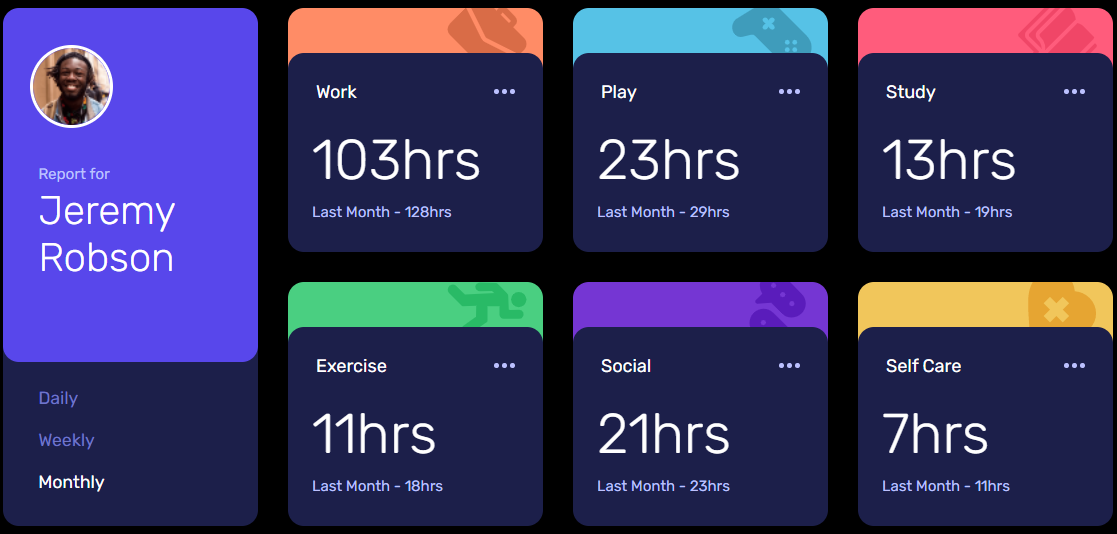 Report for
Jeremy
Robson
Daily
Weekly
Monthly
Work
103hrs
Last Month - 128hrs
Play
23hrs
Last Month - 29hrs
Study
13hrs
Last Month - 19hrs
Exercise
11hrs
Last Month - 18hrs
Social
21hrs
Last Month - 23hrs
Self Care
7hrs
Last Month - 11hrs